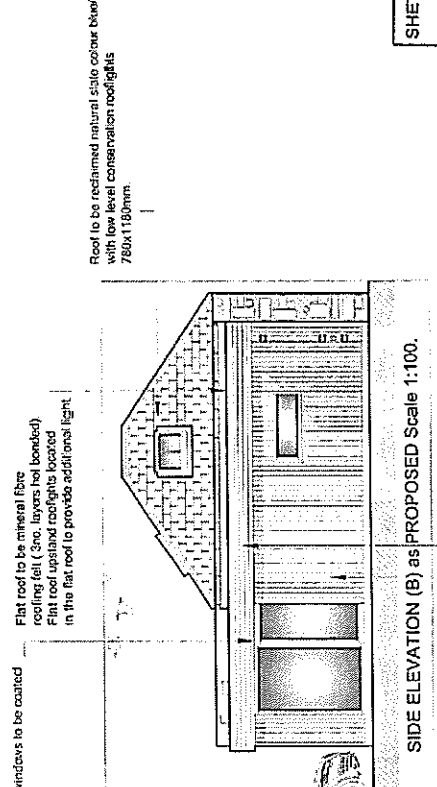 windows to be coated
Flat roof to be mineral fibre
roofing felt ( 3no. layers hot bonded).
Flat roof upstand rooflights located
in the flat roof to provide additional light
Roof to be reclaimed natural slate colour blue/
with low level conservation rooflights
780x1180mm.
SIDE ELEVATION (B) as PROPOSED Scale 1:100.
SHE